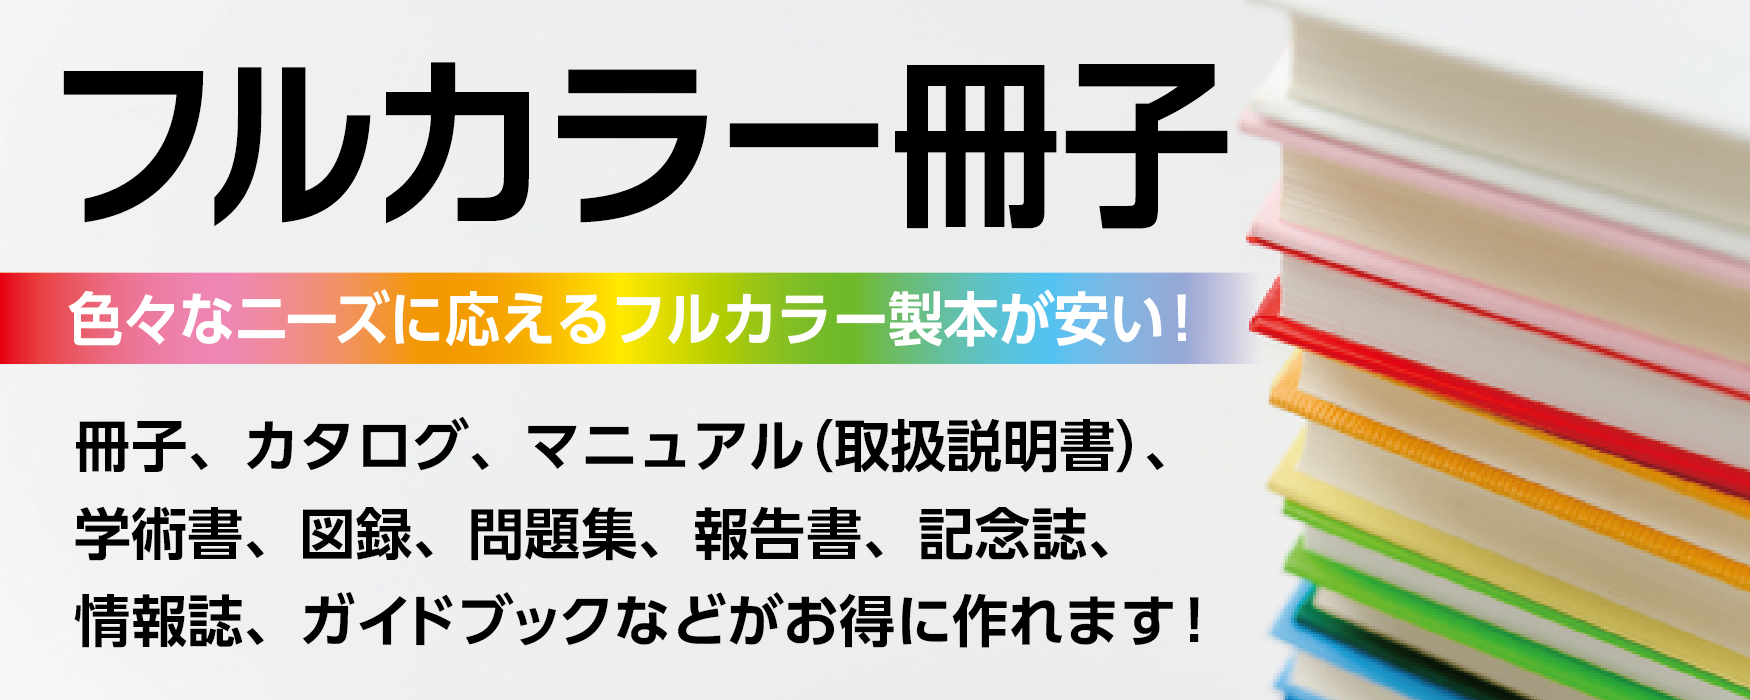 フルカラー冊子
色々なニーズに応えるフルカラー製本が安い！
冊子、カタログ、マニュアル（取扱説明書）、
学術書、図録、問題集、報告書、記念誌、
情報誌、ガイドブックなどがお得に作れます！